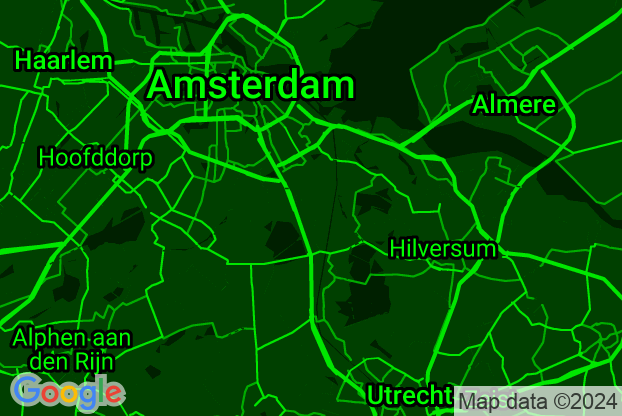 Haarlem
Amsterdam
Almere
Hoofddorp
Hilversum
Alphen aan
den Rijn
Google
Utrecht
Map data ©2024